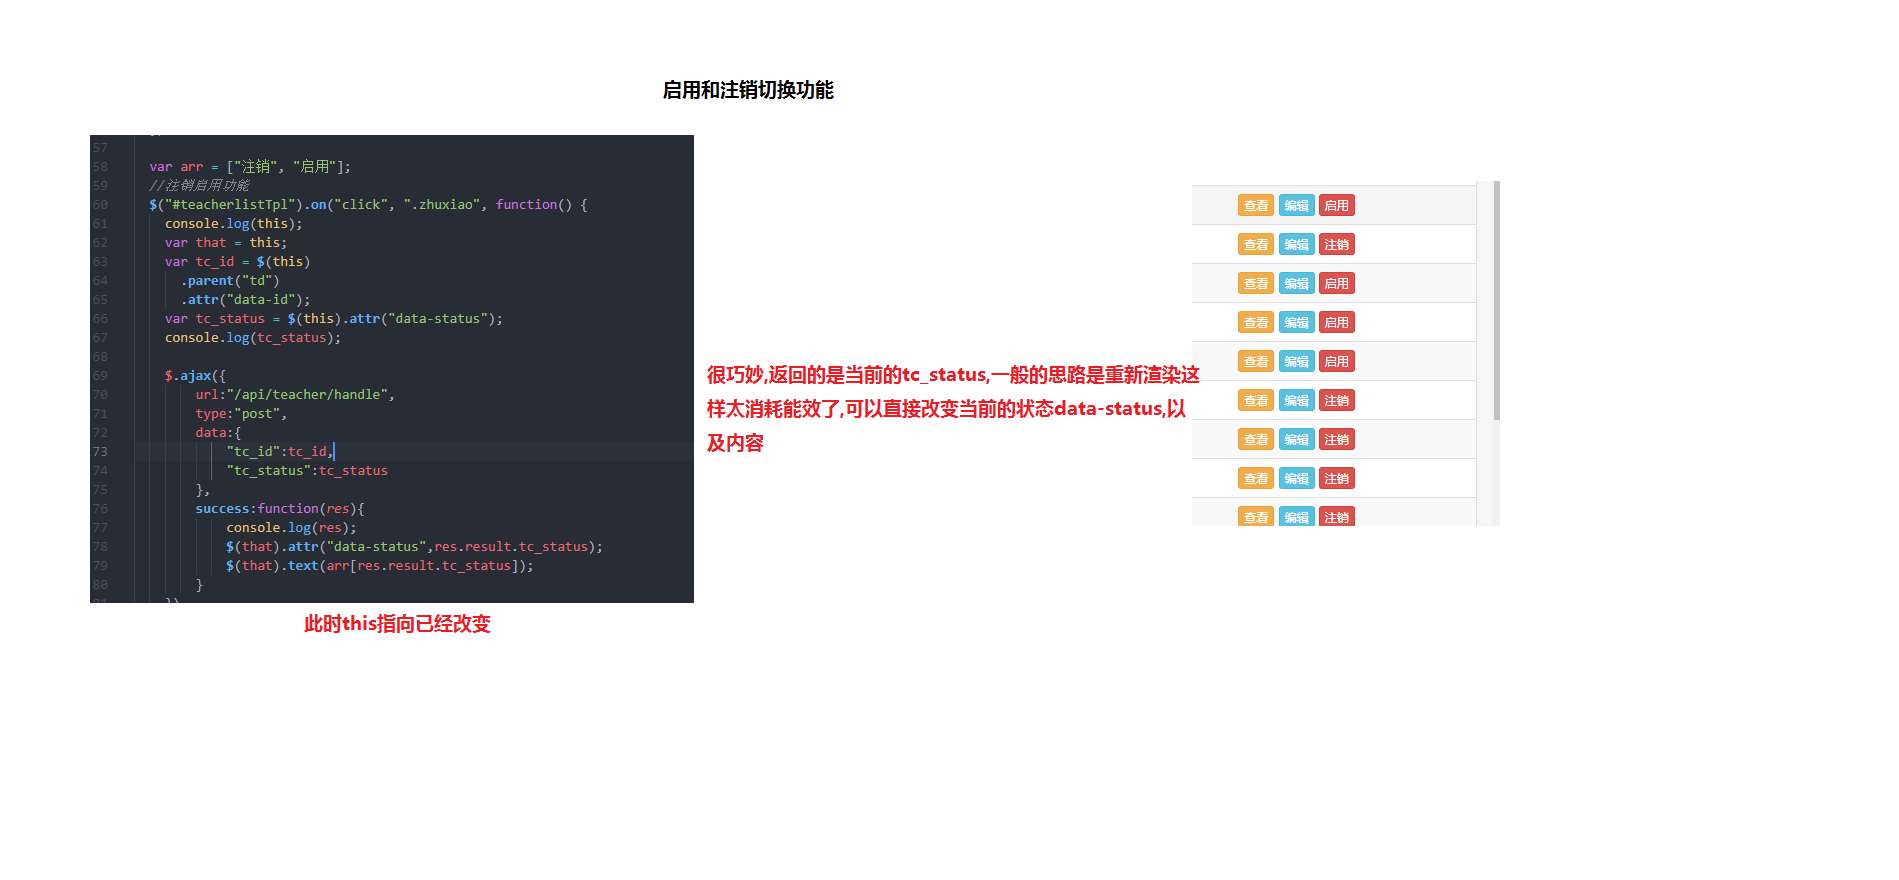 启用和注销切换功能
57
58 var arr = ["注销", "启用"];
59 //注销启用功能
60 $("#teacherlistTpl").on("click", ".zhuxiao", function() {
61 console.log(this);
62 var that = this;
63 var tc_id = $(this)
64 .parent("td")
65 .attr("data-id");
66 var tc_status = $(this).attr("data-status");
67 console.log(tc_status);
68
69 $.ajax({
70 url:"/api/teacher/handle",
71 type:"post",
72 data:{
73 "tc_id":tc_id,
74 "tc_status":tc_status
75 },
76 success:function(res){
77 console.log(res);
78 $(that).attr("data-status",res.result.tc_status);
79 $(that).text(arr[res.result.tc_status]);
80 }
81 })
此时this指向已经改变
很巧妙,返回的是当前的tc_status,一般的思路是重新渲染这
样太消耗能效了,可以直接改变当前的状态data-status,以
及内容
查看 编辑 启用
查看 编辑 注销
查看 编辑 启用
查看 编辑 启用
查看 编辑 启用
查看 编辑 注销
查看 编辑 注销
查看 编辑 注销
查看 编辑 注销